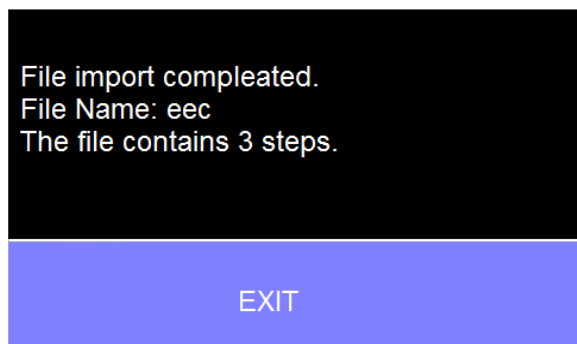 File import compleated.
File Name: eec
The file contains 3 steps.
EXIT